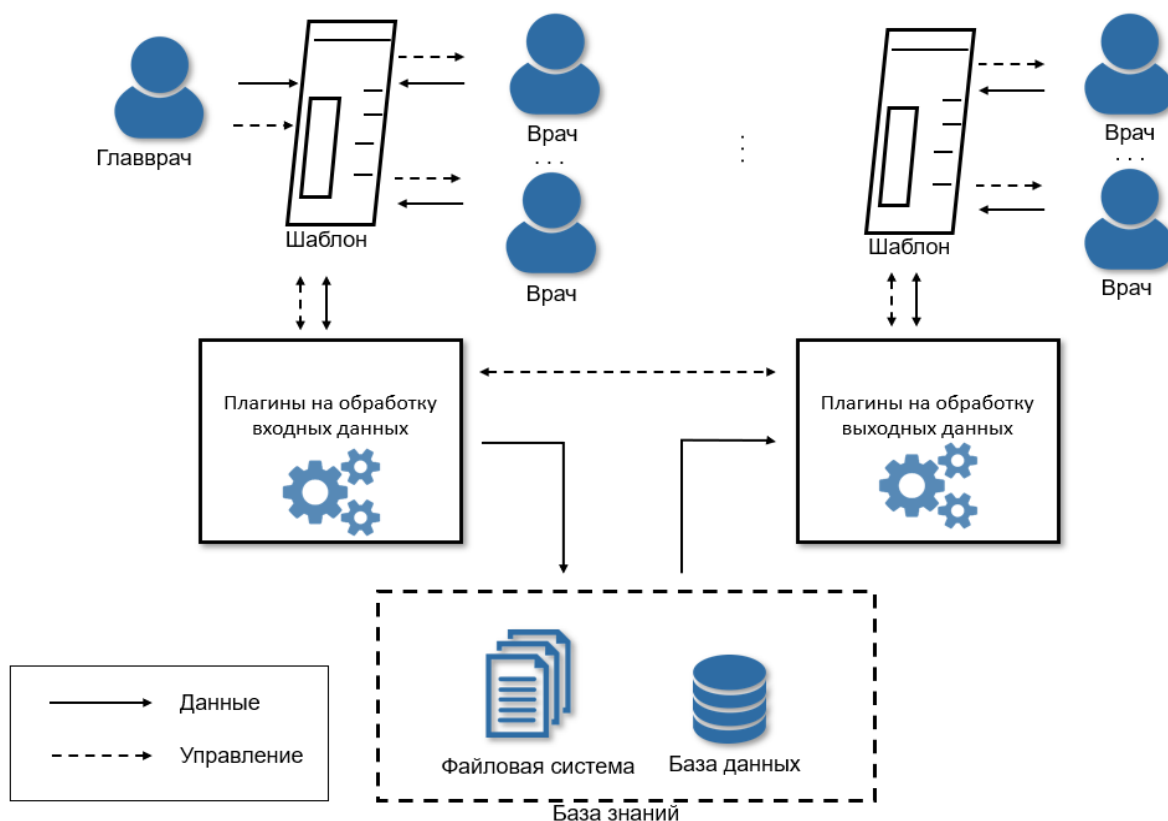 Главврач
Врач
. . .
Врач
Шаблон
. . .
Врач
. . .
Врач
Шаблон
Плагины на обработку
входных данных
Плагины на обработку
выходных данных
Данные
Управление
Файловая система
База данных
База знаний